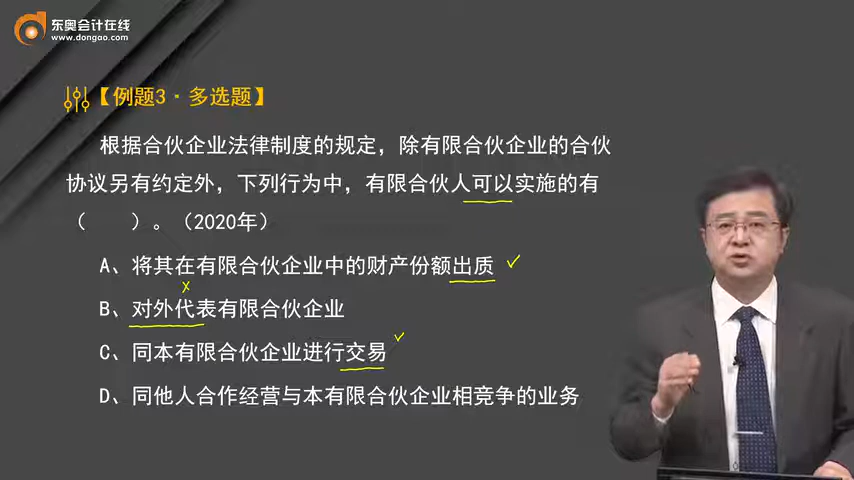 东奥会计在线
www.dongao.com
【例题3·多选题】
根据合伙企业法律制度的规定，除有限合伙企业的合伙
协议另有约定外，下列行为中，有限合伙人可以实施的有
（　　）。（2020年）
A、将其在有限合伙企业中的财产份额出质
B、对外代表有限合伙企业
C、同本有限合伙企业进行交易
D、同他人合作经营与本有限合伙企业相竞争的业务